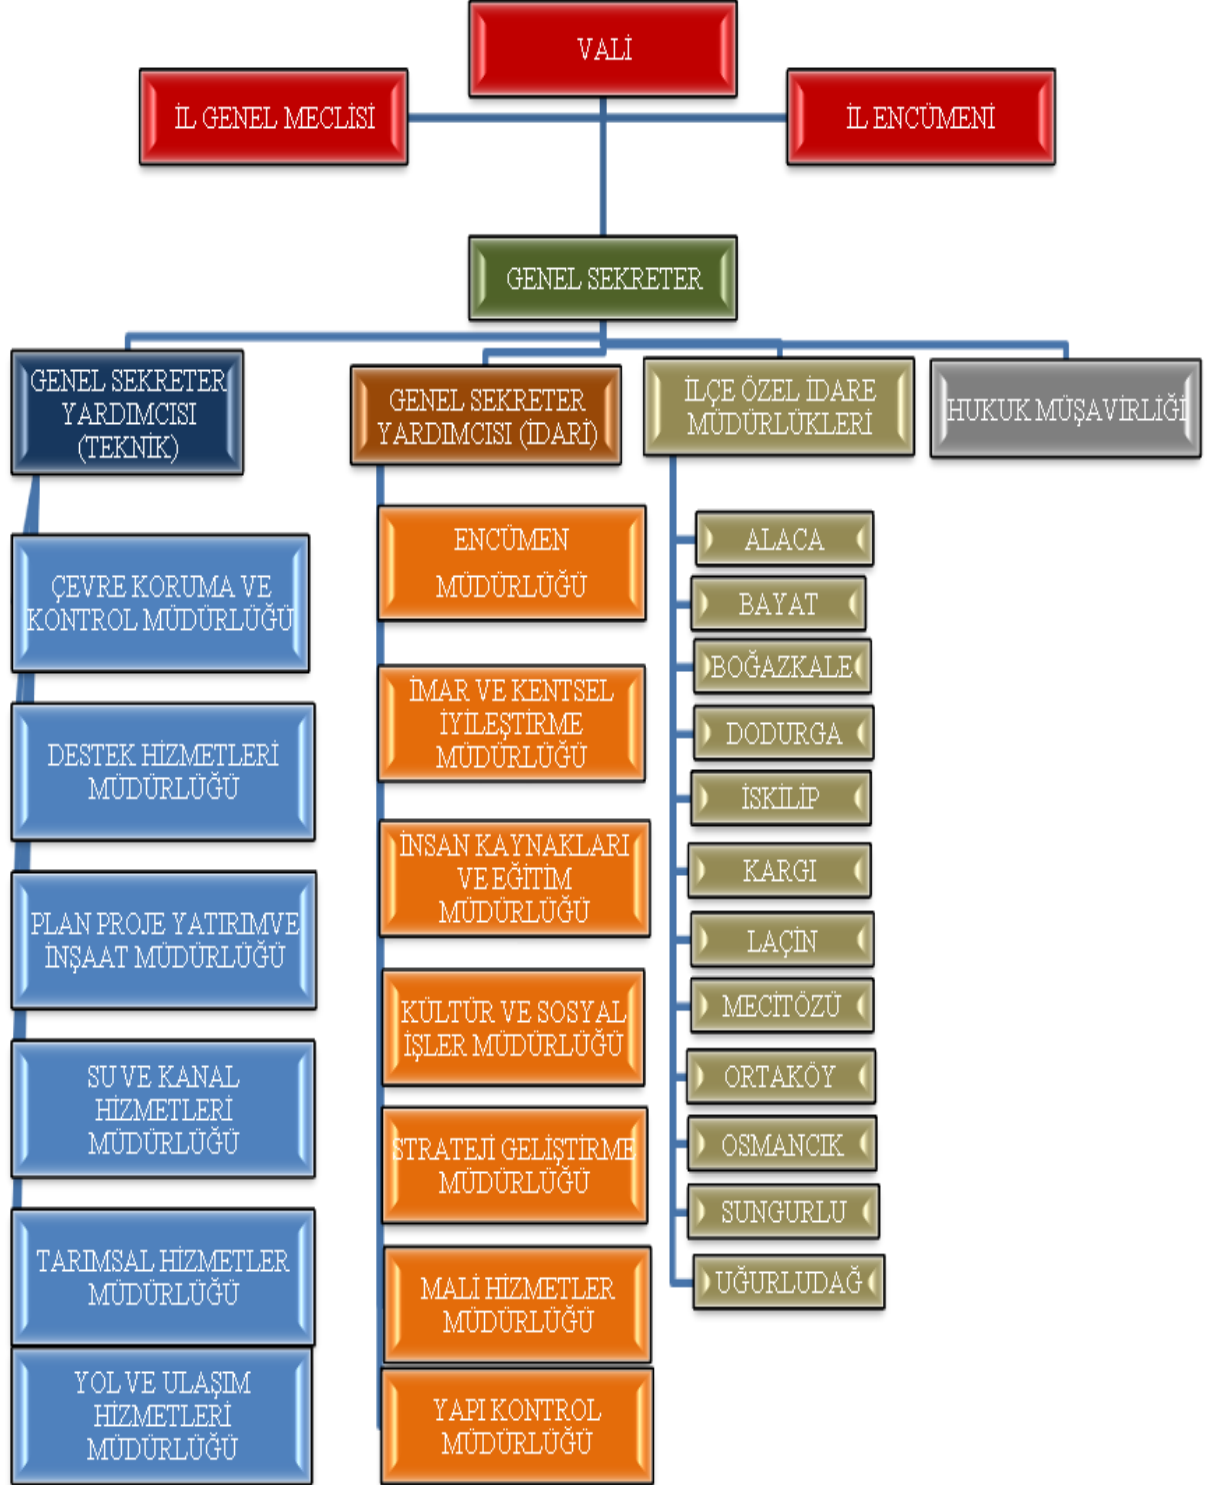 VALİ
İL GENEL MECLİSİ
İL ENCÜMENİ
GENEL SEKRETER
GENEL SEKRETER
YARDIMCISI
(TEKNİK)
GENEL SEKRETER
YARDIMCISI (İDARİ)
İLÇE ÖZEL İDARE
MÜDÜRLÜKLERİ
HUKUK MÜŞAVİRLİĞİ
ÇEVRE KORUMA VE
KONTROL MÜDÜRLÜĞÜ
DESTEK HİZMETLERİ
MÜDÜRLÜĞÜ
PLAN PROJE YATIRIMVE
İNŞAAT MÜDÜRLÜĞÜ
SU VE KANAL
HİZMETLERİ
MÜDÜRLÜĞÜ
TARIMSAL HİZMETLER
MÜDÜRLÜĞÜ
YOL VE ULAŞIM
HİZMETLERİ
MÜDÜRLÜĞÜ
ENCÜMEN
MÜDÜRLÜĞÜ
İMAR VE KENTSEL
İYİLEŞTİRME
MÜDÜRLÜĞÜ
İNSAN KAYNAKLARI
VE EĞİTİM
MÜDÜRLÜĞÜ
KÜLTÜR VE SOSYAL
İŞLER MÜDÜRLÜĞÜ
STRATEJİ GELİŞTİRME
MÜDÜRLÜĞÜ
MALİ HİZMETLER
MÜDÜRLÜĞÜ
YAPI KONTROL
MÜDÜRLÜĞÜ
ALACA
BAYAT
BOĞAZKALE
DODURGA
İSKİLİP
KARGI
LAÇİN
MECİTÖZÜ
ORTAKÖY
OSMANCIK
SUNGURLU
UĞURLUDAĞ